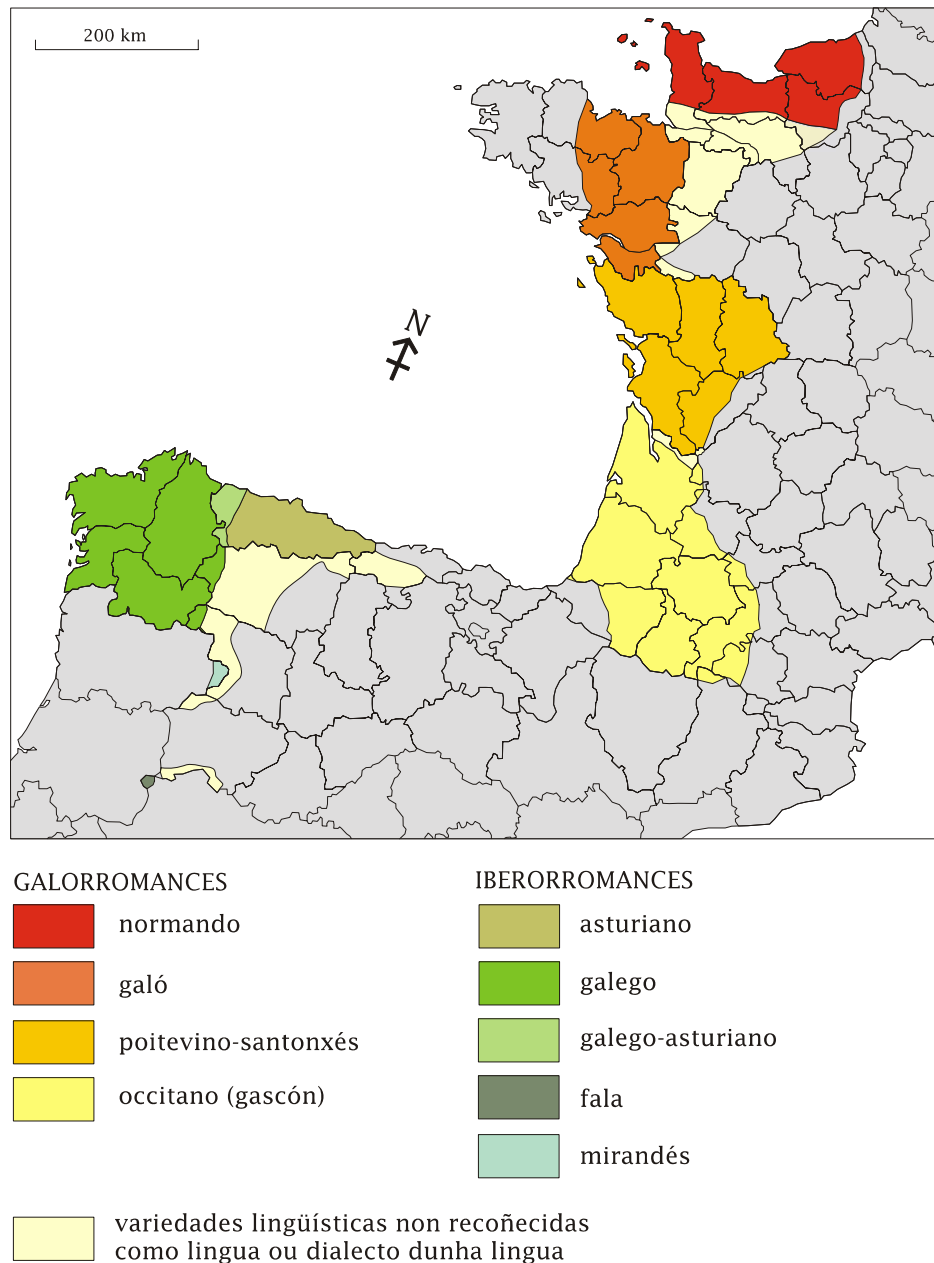 200 km
N
GALORROMANCES
normando
galó
poitevino-santonxés
occitano (gascón)
IBERORROMANCES
asturiano
galego
galego-asturiano
fala
mirandés
variedades lingüísticas non recoñecidas
como lingua ou dialecto dunha lingua